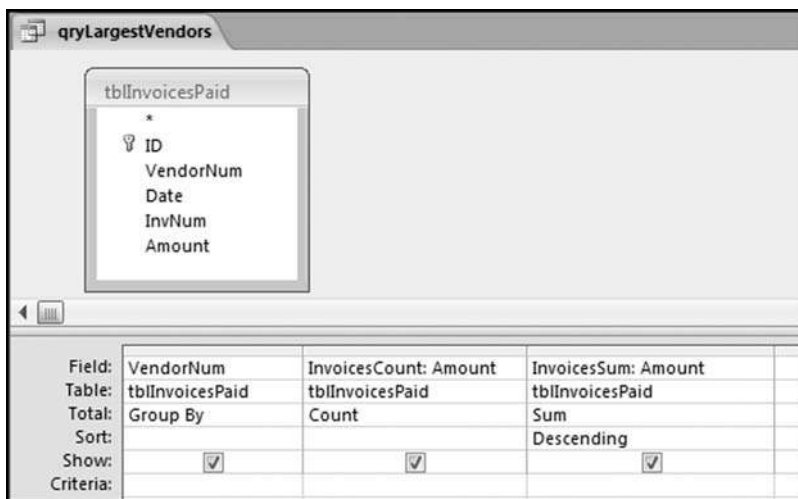 qryLargestVendors
tblInvoicesPaid
*
ID
VendorNum
Date
InvNum
Amount
Field: VendorNum InvoicesCount: Amount InvoicesSum: Amount
Table: tblInvoicesPaid tblInvoicesPaid tblInvoicesPaid
Total: Group By Count Sum
Sort: Descending
Show:
Criteria: